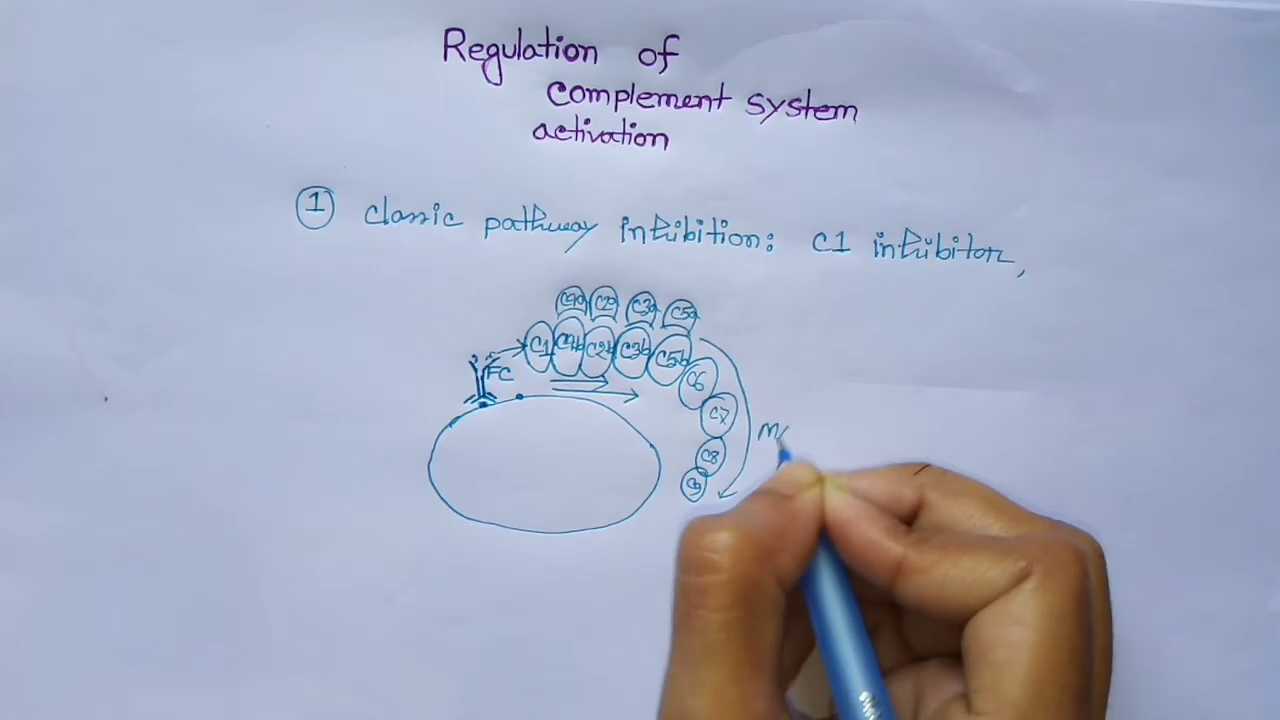 Regulation of
complement system
activation
1 classic pathway inhibition: C1 inhibitor,
C4a C2a C3a C5a
C1 C4b C2b C3b C5b
FC
C6
C7
M
C8
C9